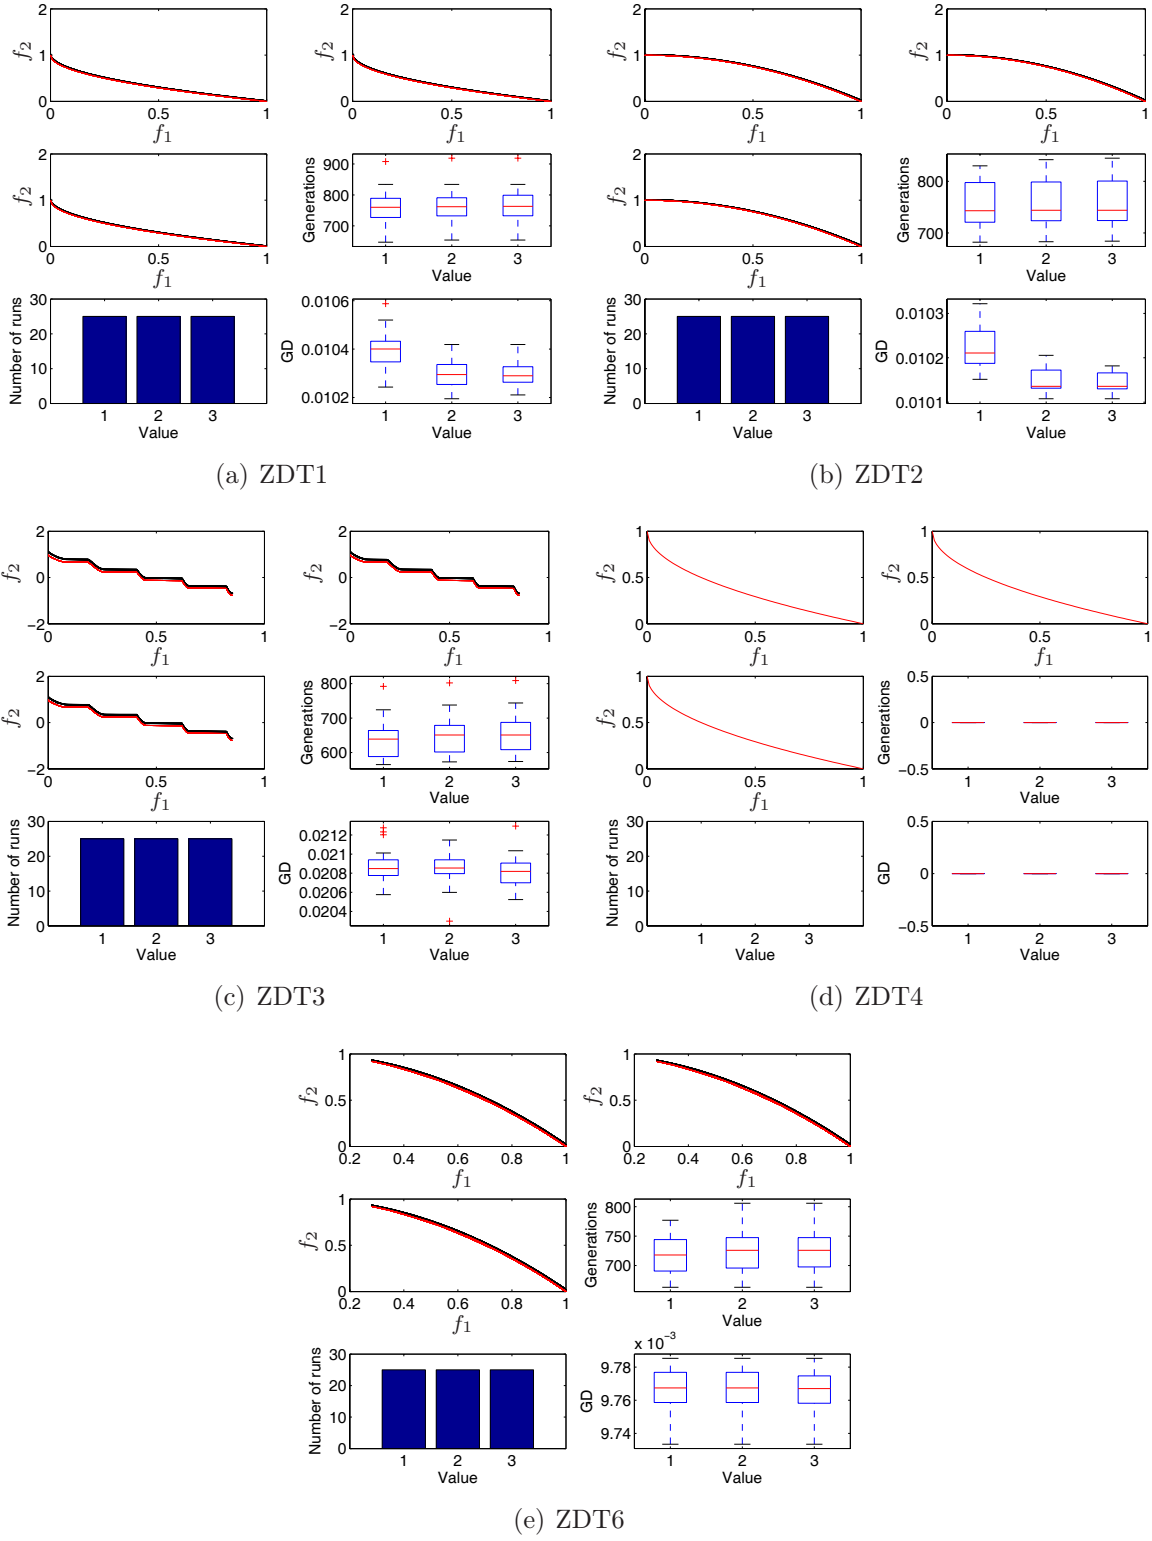 2
1
0
f2
0
0.5
1
f1
2
1
0
f2
0
0.5
1
f1
2
1
0
f2
0
0.5
1
f1
900
800
700
Generations
1
2
3
Value
30
20
10
0
Number of runs
1
2
3
Value
0.0106
0.0104
0.0102
GD
1
2
3
Value
(a) ZDT1
2
1
0
f2
0
0.5
1
f1
2
1
0
f2
0
0.5
1
f1
2
1
0
f2
0
0.5
1
f1
800
700
Generations
1
2
3
Value
30
20
10
0
Number of runs
1
2
3
Value
0.0103
0.0102
0.0101
GD
1
2
3
Value
(b) ZDT2
2
0
−2
f2
0
0.5
1
f1
2
0
−2
f2
0
0.5
1
f1
2
0
−2
f2
0
0.5
1
f1
800
700
600
Generations
1
2
3
Value
30
20
10
0
Number of runs
1
2
3
Value
0.0212
0.021
0.0208
0.0206
0.0204
GD
1
2
3
Value
(c) ZDT3
1
0.5
0
f2
0
0.5
1
f1
1
0.5
0
f2
0
0.5
1
f1
1
0.5
0
f2
0
0.5
1
f1
0.5
0
−0.5
Generations
1
2
3
Value
30
20
10
0
Number of runs
1
2
3
Value
0.5
0
−0.5
GD
1
2
3
Value
(d) ZDT4
1
0.5
0
f2
0.2
0.4
0.6
0.8
1
f1
1
0.5
0
f2
0.2
0.4
0.6
0.8
1
f1
1
0.5
0
f2
0.2
0.4
0.6
0.8
1
f1
800
750
700
Generations
1
2
3
Value
30
20
10
0
Number of runs
1
2
3
Value
x 10−3
9.78
9.76
9.74
GD
1
2
3
Value
(e) ZDT6